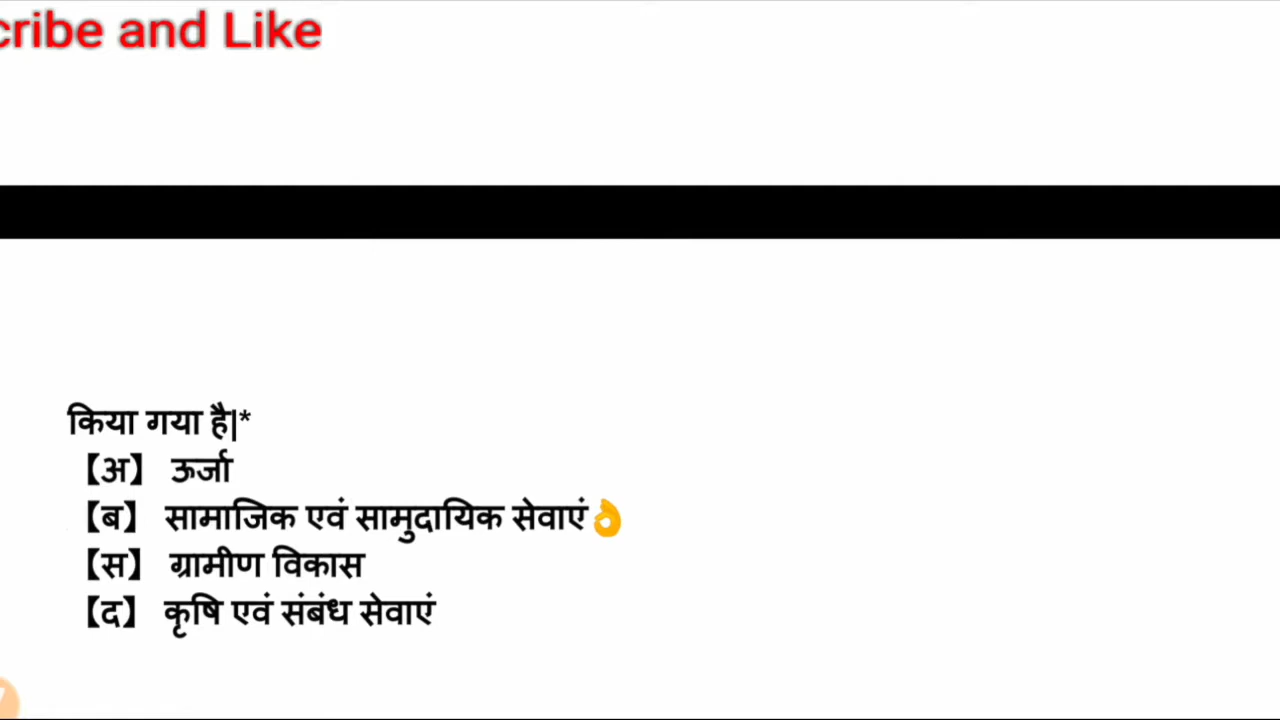 cribe and Like
किया गया है|*
【अ】 ऊर्जा
【ब】 सामाजिक एवं सामुदायिक सेवाएं👌
【स】 ग्रामीण विकास
【द】 कृषि एवं संबंध सेवाएं